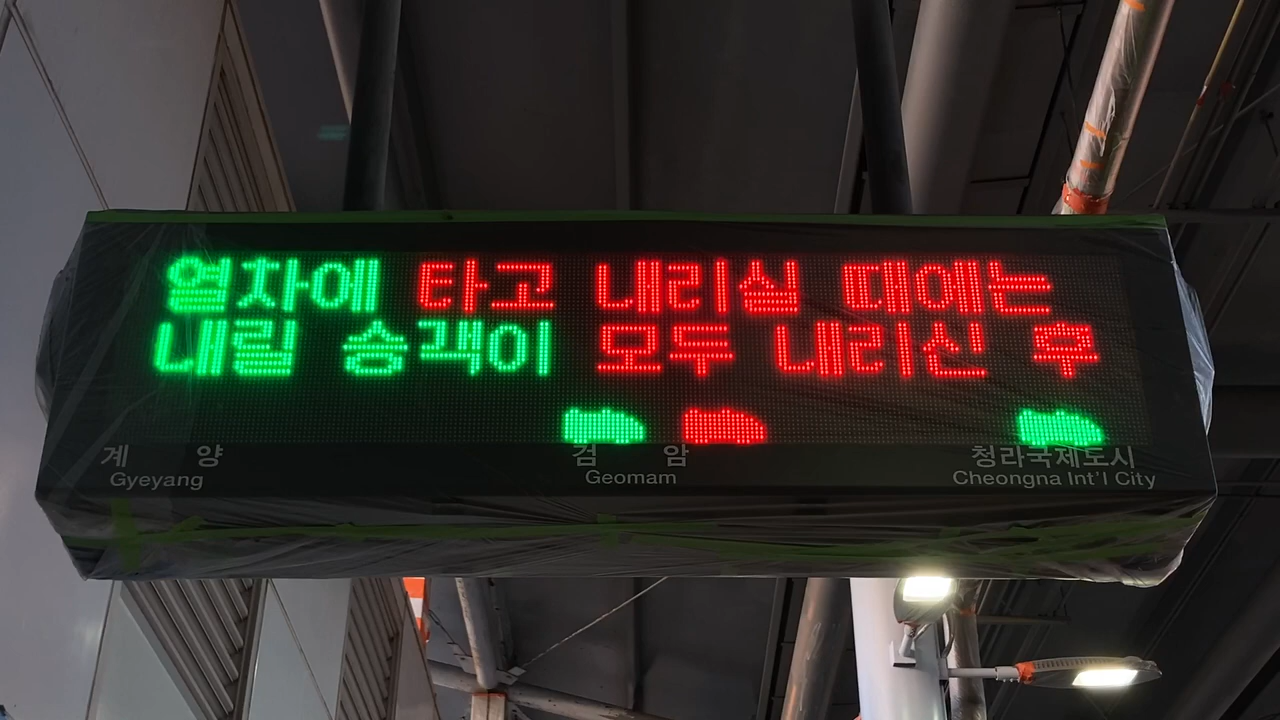 열차에 타고 내리실 때에는
내릴 승객이 모두 내리신 후
계 양 검 암 청라국제도시
Gyeyang Geomam Cheongna Int'l City